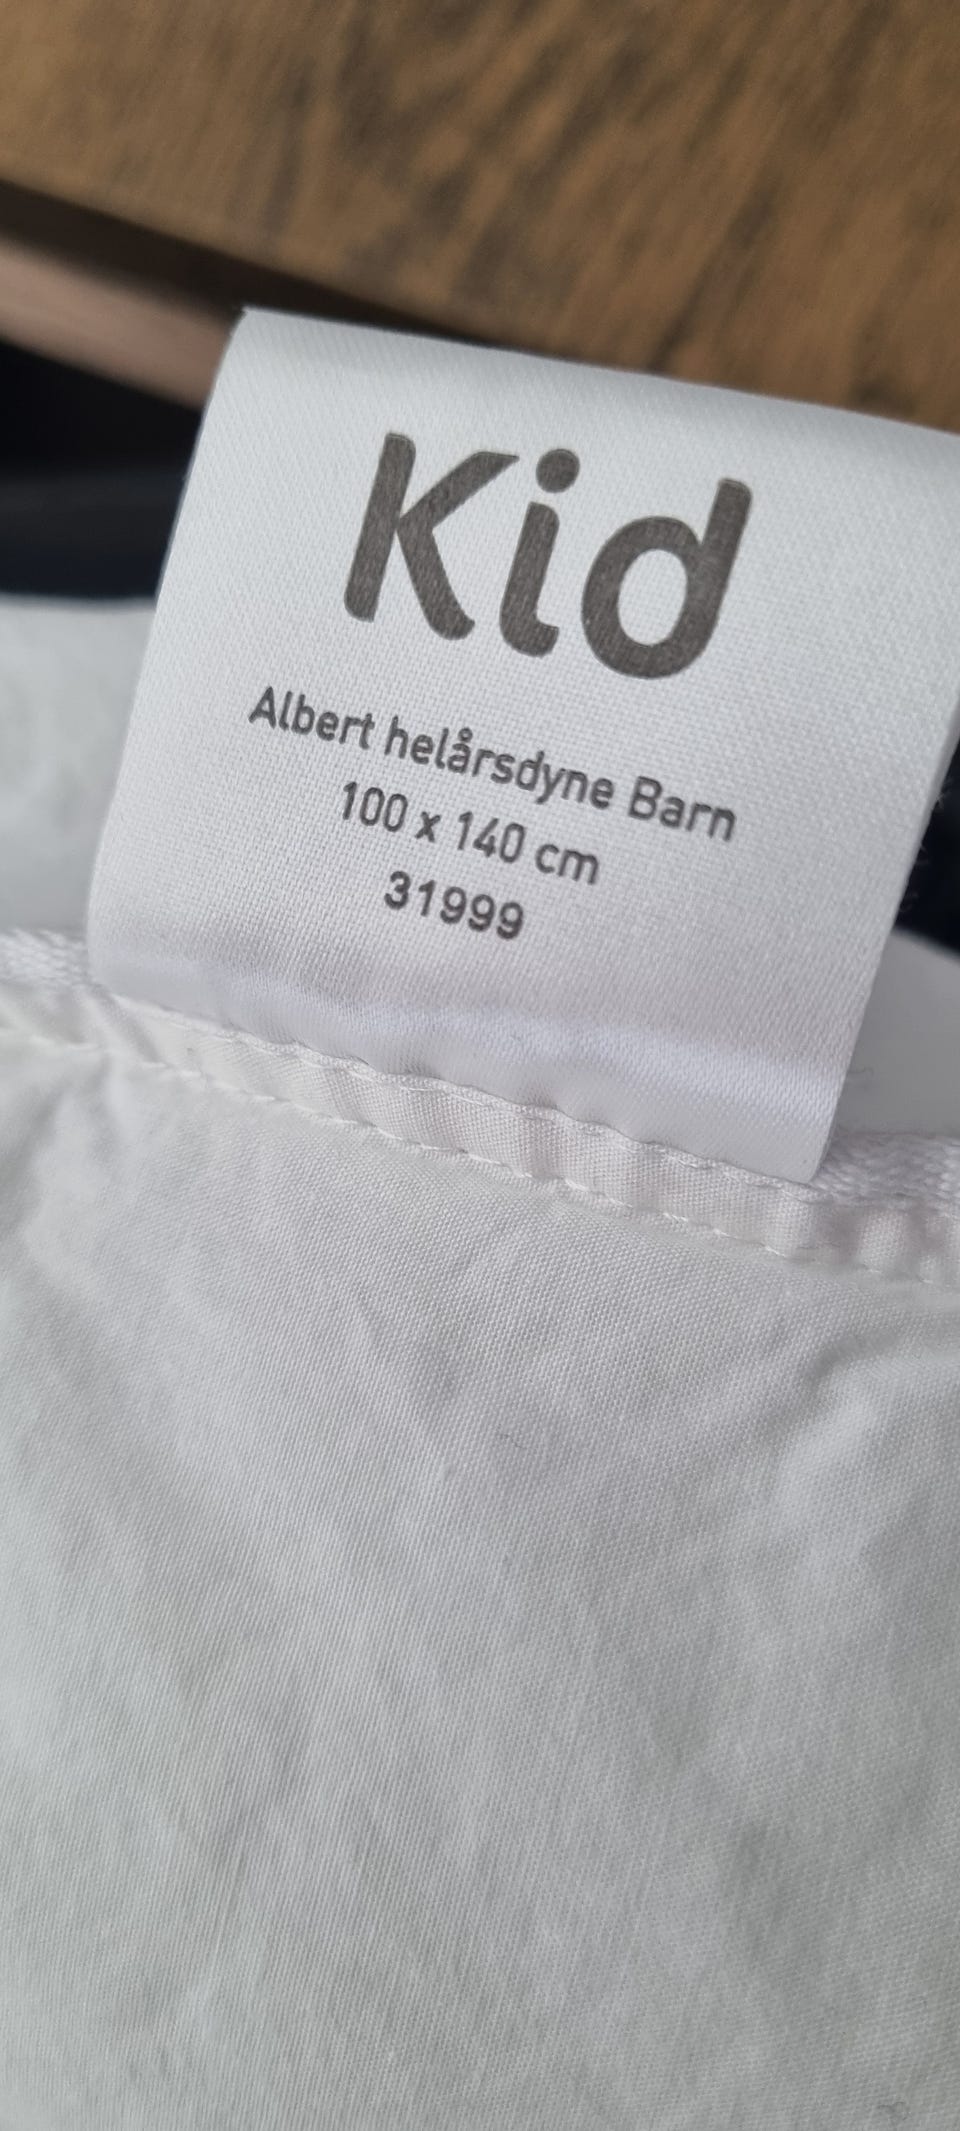 Kid
Albert helårsdyne Barn
100 x 140 cm
31999